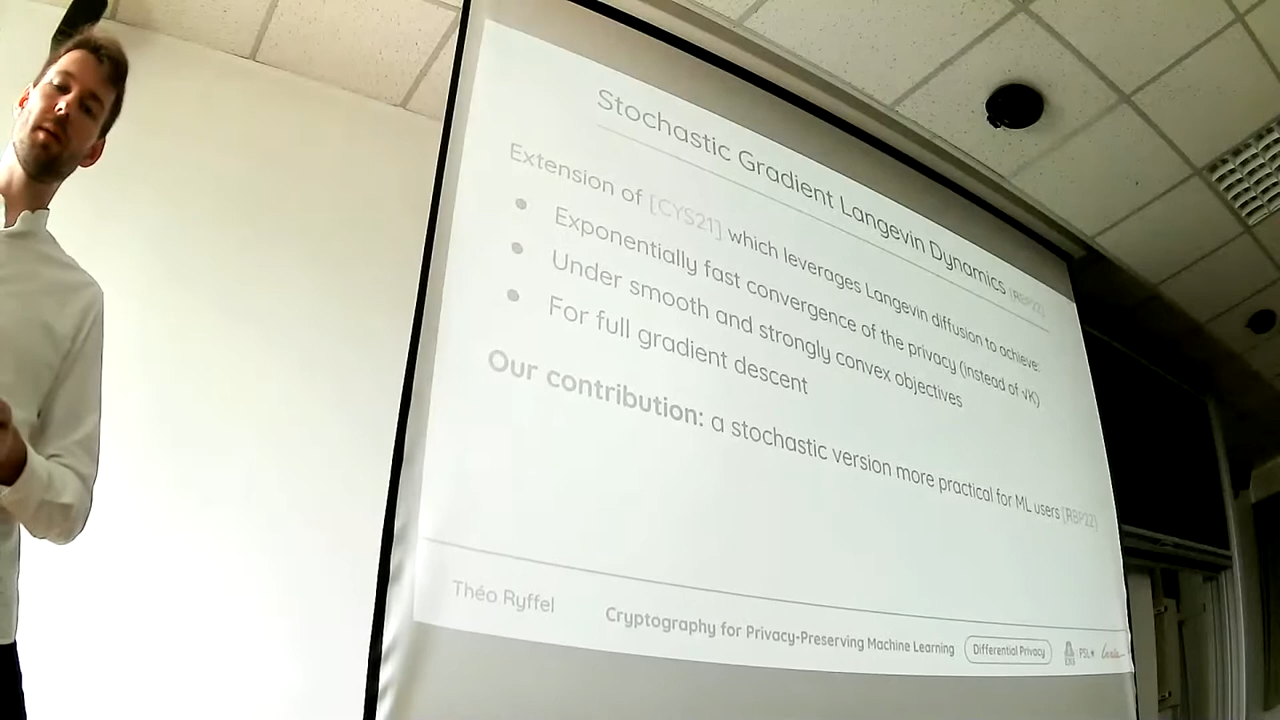 Stochastic Gradient Langevin Dynamics [RBP22]
Extension of [CYS21] which leverages Langevin diffusion to achieve:
● Exponentially fast convergence of the privacy (instead of √K)
● Under smooth and strongly convex objectives
● For full gradient descent
Our contribution: a stochastic version more practical for ML users [RBP22]
Théo Ryffel
Cryptography for Privacy-Preserving Machine Learning
Differential Privacy
ENS
PSL★